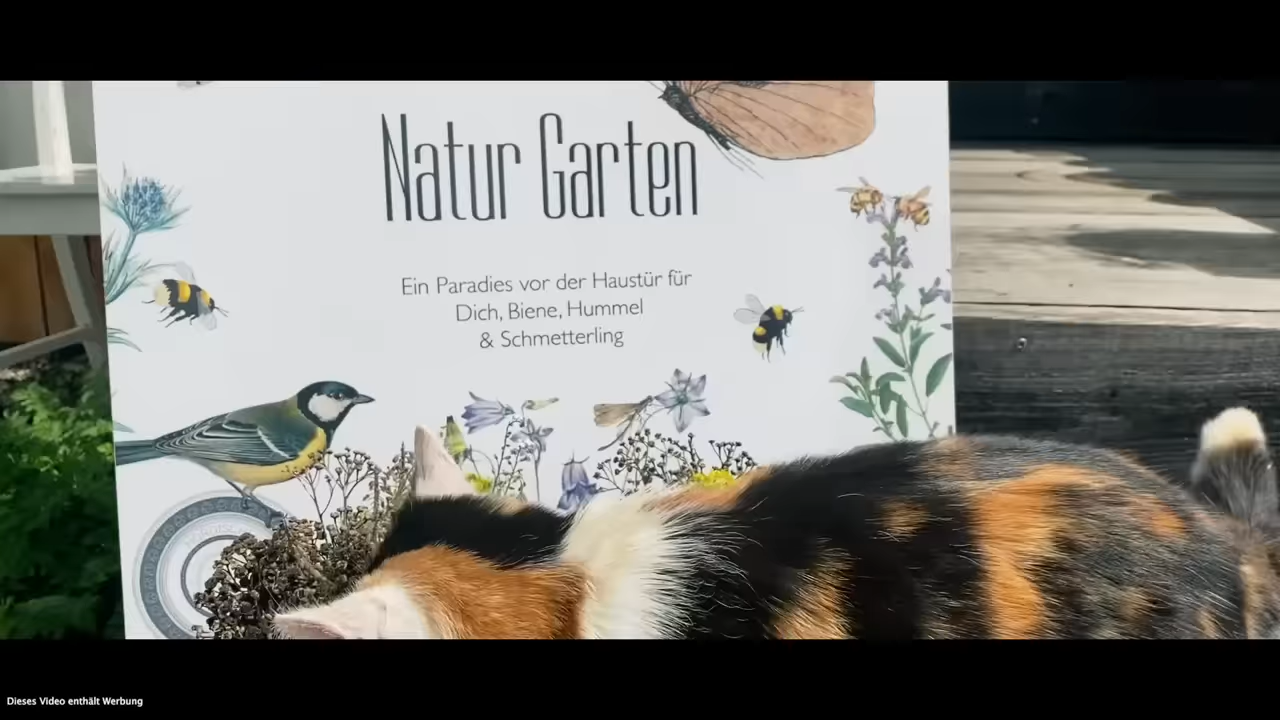 Natur Garten
Ein Paradies vor der Haustür für
Dich, Biene, Hummel
& Schmetterling
Dieses Video enthält Werbung